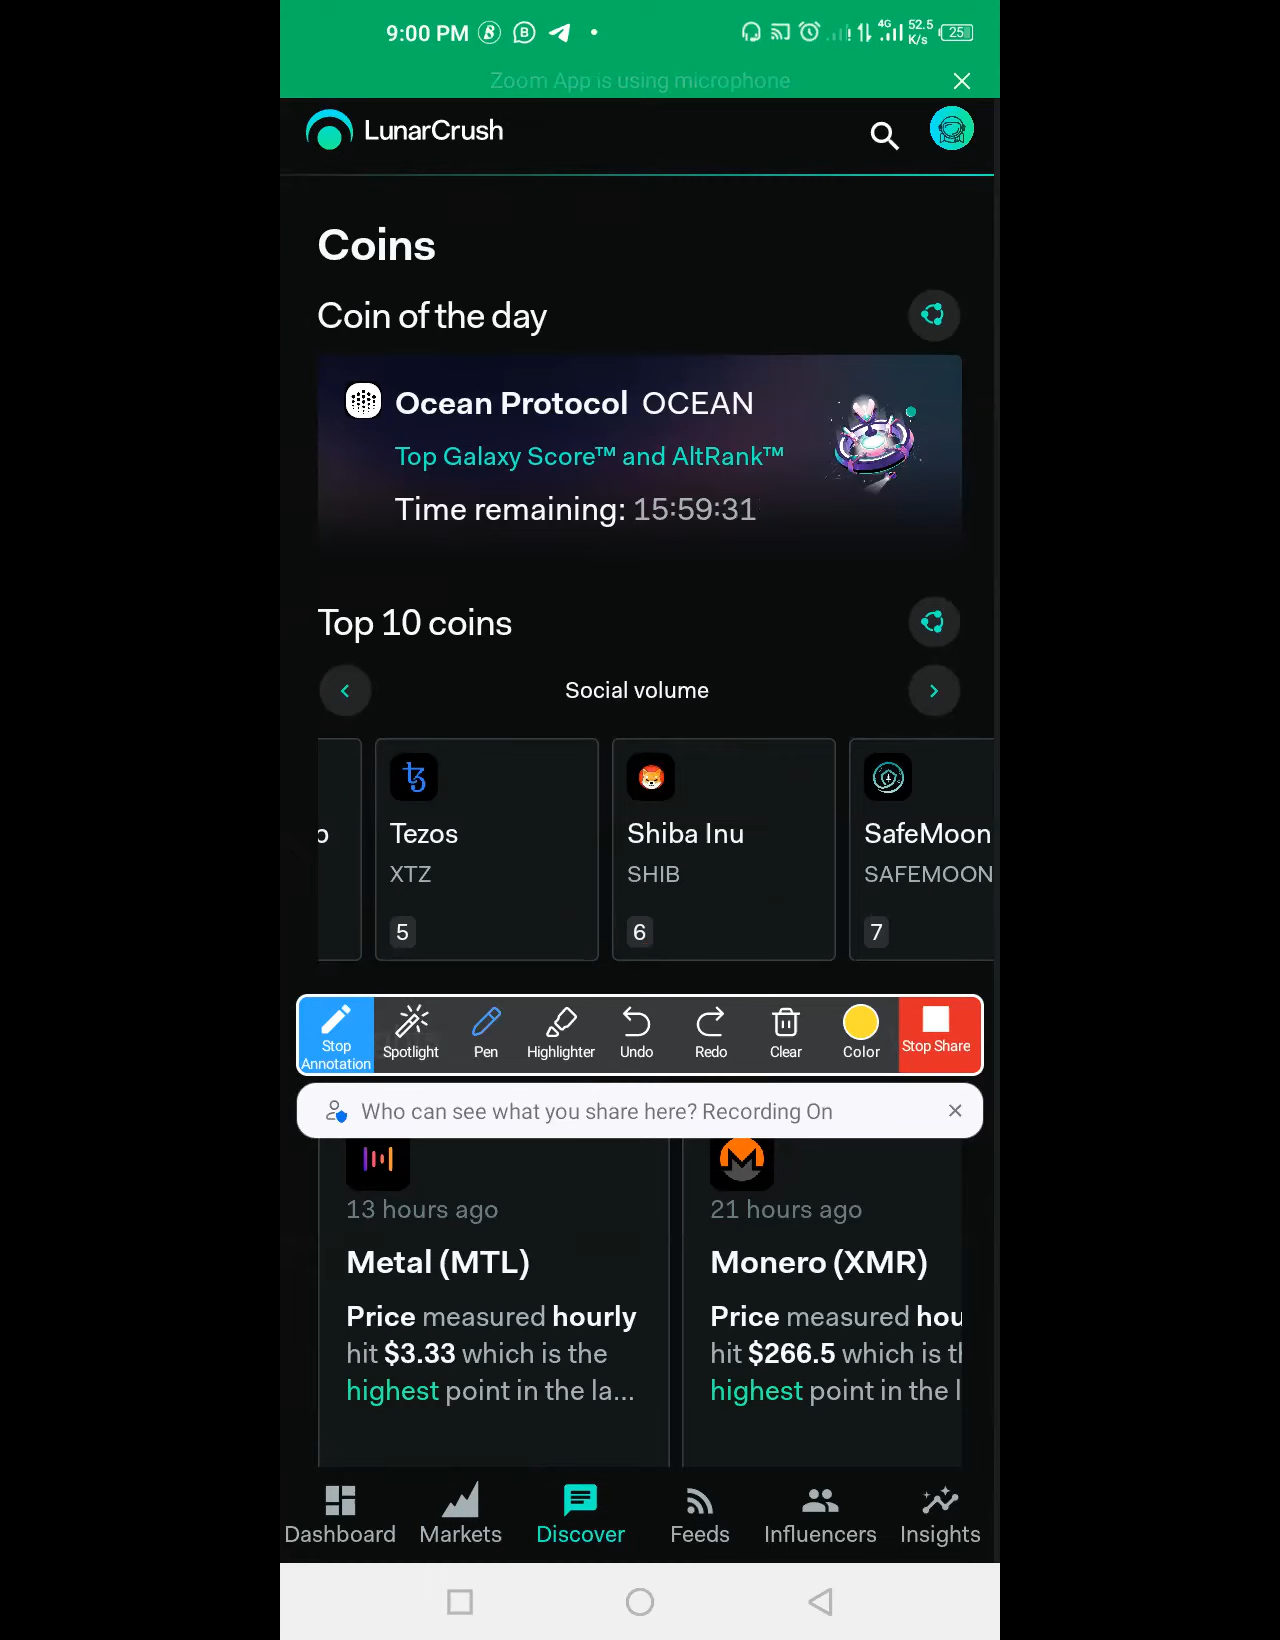 9:00 PM
4G
52.5
K/s
25
Zoom App is using microphone
LunarCrush
Coins
Coin of the day
Ocean Protocol OCEAN
Top Galaxy Score™ and AltRank™
Time remaining: 15:59:31
Top 10 coins
Social volume
o
Tezos
XTZ
5
Shiba Inu
SHIB
6
SafeMoon
SAFEMOON
7
Stop
Annotation
Spotlight
Pen
Highlighter
Undo
Redo
Clear
Color
Stop Share
Who can see what you share here? Recording On
13 hours ago
Metal (MTL)
Price measured hourly
hit $3.33 which is the
highest point in the la...
21 hours ago
Monero (XMR)
Price measured hou
hit $266.5 which is th
highest point in the l
Dashboard
Markets
Discover
Feeds
Influencers
Insights